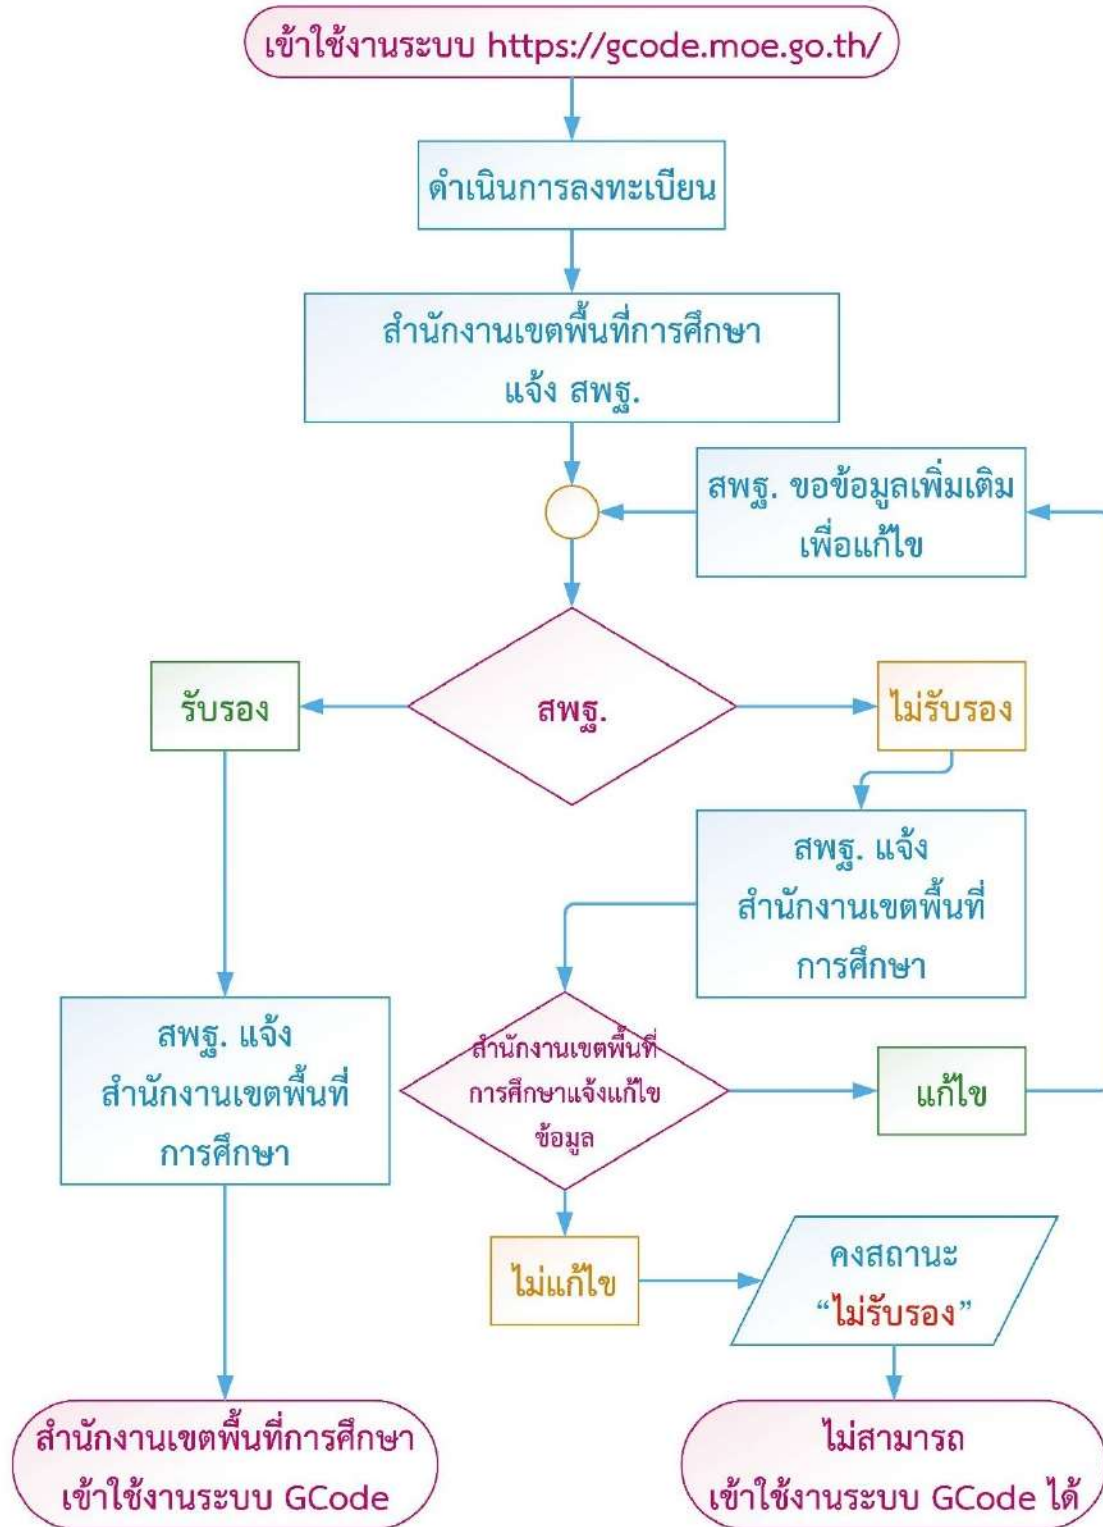 เข้าใช้งานระบบ https://gcode.moe.go.th/
ดำเนินการลงทะเบียน
สำนักงานเขตพื้นที่การศึกษา
แจ้ง สพฐ.
สพฐ. ขอข้อมูลเพิ่มเติม
เพื่อแก้ไข
รับรอง
สพฐ.
ไม่รับรอง
สพฐ. แจ้ง
สำนักงานเขตพื้นที่
การศึกษา
สพฐ. แจ้ง
สำนักงานเขตพื้นที่
การศึกษา
สำนักงานเขตพื้นที่
การศึกษาแจ้งแก้ไข
ข้อมูล
แก้ไข
ไม่แก้ไข
คงสถานะ
“ไม่รับรอง”
สำนักงานเขตพื้นที่การศึกษา
เข้าใช้งานระบบ GCode
ไม่สามารถ
เข้าใช้งานระบบ GCode ได้